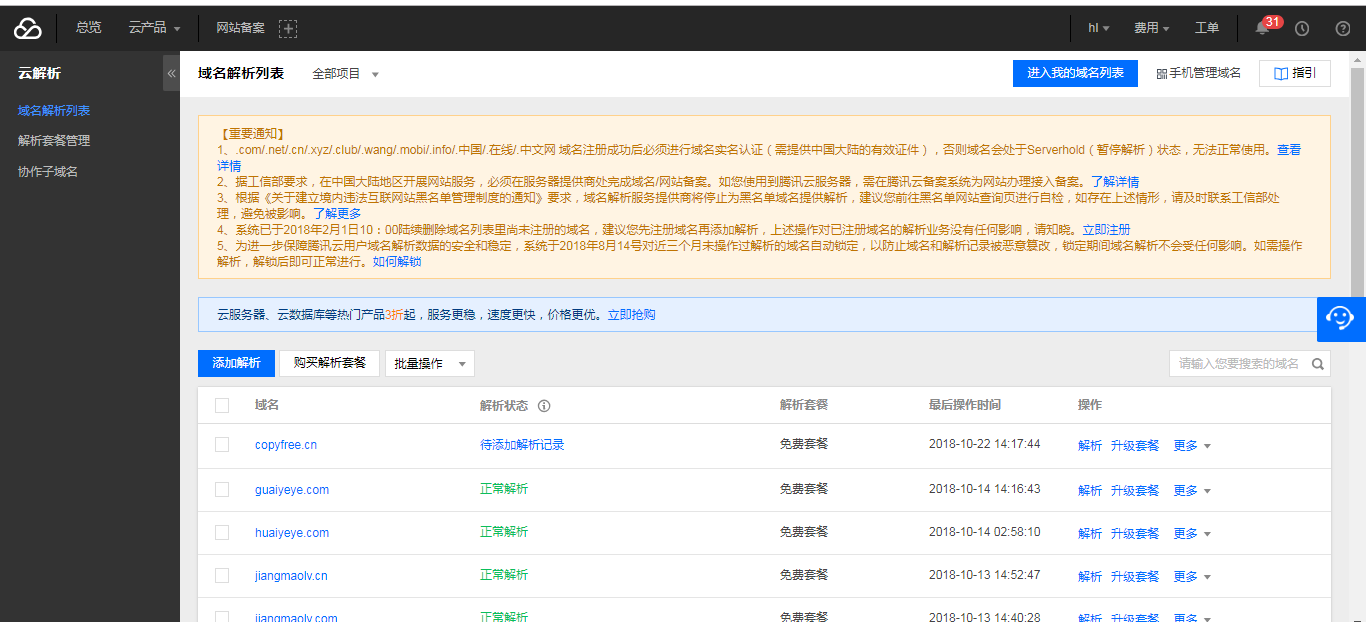 总览 云产品 网站备案 hl 费用 工单 31
云解析
域名解析列表
解析套餐管理
协作子域名
域名解析列表 全部项目 进入我的域名列表 手机管理域名 指引
【重要通知】
1、.com/.net/.cn/.xyz/.club/.wang/.mobi/.info/.中国/.在线/.中文网 域名注册成功后必须进行域名实名认证（需提供中国大陆的有效证件），否则域名会处于Serverhold（暂停解析）状态，无法正常使用。查看
详情
2、据工信部要求，在中国大陆地区开展网站服务，必须在服务器提供商处完成域名/网站备案。如您使用到腾讯云服务器，需在腾讯云备案系统为网站办理接入备案。了解详情
3、根据《关于建立境内违法互联网站黑名单管理制度的通知》要求，域名解析服务提供商将停止为黑名单域名提供解析，建议您前往黑名单网站查询页进行自检，如存在上述情形，请及时联系工信部处
理，避免被影响。了解更多
4、系统已于2018年2月1日10：00陆续删除域名列表里尚未注册的域名，建议您先注册域名再添加解析，上述操作对已注册域名的解析业务没有任何影响，请知晓。立即注册
5、为进一步保障腾讯云用户域名解析数据的安全和稳定，系统于2018年8月14号对近三个月未操作过解析的域名自动锁定，以防止域名和解析记录被恶意篡改，锁定期间域名解析不会受任何影响。如需操作
解析，解锁后即可正常进行。如何解锁
云服务器、云数据库等热门产品3折起，服务更稳，速度更快，价格更优。立即抢购
添加解析 购买解析套餐 批量操作 请输入您要搜索的域名
域名 解析状态 解析套餐 最后操作时间 操作
copyfree.cn 待添加解析记录 免费套餐 2018-10-22 14:17:44 解析 升级套餐 更多
guaiyeye.com 正常解析 免费套餐 2018-10-14 14:16:43 解析 升级套餐 更多
huaiyeye.com 正常解析 免费套餐 2018-10-14 02:58:10 解析 升级套餐 更多
jiangmaolv.cn 正常解析 免费套餐 2018-10-13 14:52:47 解析 升级套餐 更多
jiangmaolv.com 正常解析 免费套餐 2018-10-13 14:40:28 解析 升级套餐 更多